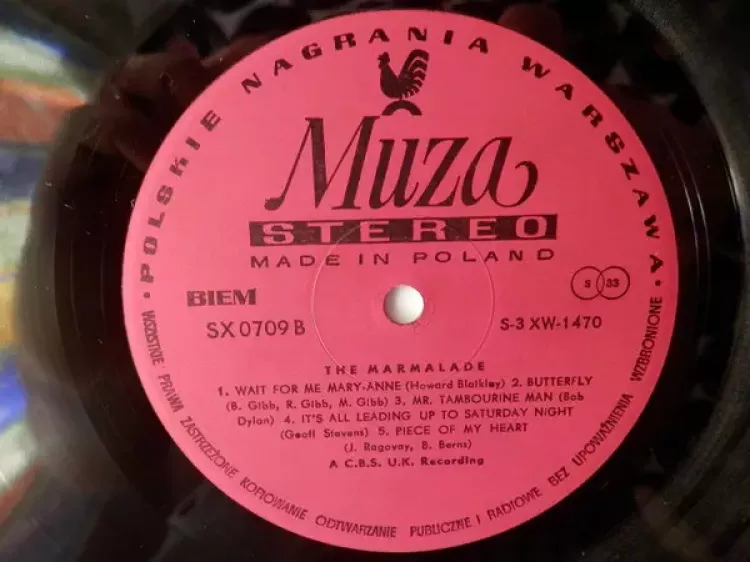 • POLSKIE NAGRANIA WARSZAWA •
Muza
STEREO
MADE IN POLAND
BIEM
S 33
SX 0709 B
S-3 XW-1470
THE MARMALADE
1. WAIT FOR ME MARY-ANNE (Howard Blaikley) 2. BUTTERFLY
(B. Gibb, R. Gibb, M. Gibb) 3. MR. TAMBOURINE MAN (Bob
Dylan) 4. IT'S ALL LEADING UP TO SATURDAY NIGHT
(Geoff Stevens) 5. PIECE OF MY HEART
(J. Ragovay, B. Berns)
A C.B.S. U.K. Recording
WSZYSTKIE PRAWA ZASTRZEŻONE KOPIOWANIE ODTWARZANIE PUBLICZNE I RADIOWE BEZ UPOWAŻNIENIA WZBRONIONE